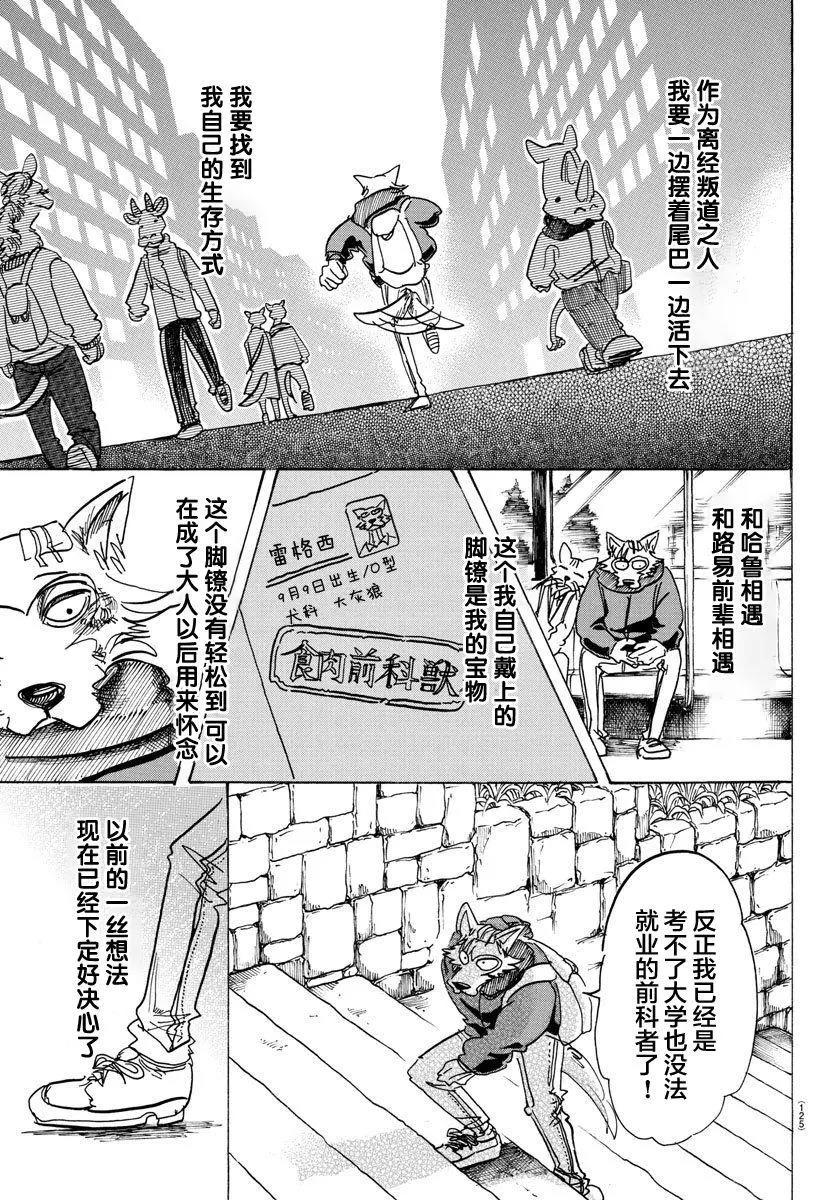 作为离经叛道之人
我要一边摆着尾巴一边活下去
我要找到
我自己的生存方式
和哈鲁相遇
和路易前辈相遇
这个我自己戴上的
脚镣是我的宝物
雷格西
9月9日出生/O型
犬科 大灰狼
食肉前科獸
这个脚镣没有轻松到 可以
在成了大人以后用来怀念
反正我已经是
考不了大学也没法
就业的前科者了!
以前的一丝想法
现在已经下定好决心了
(125)